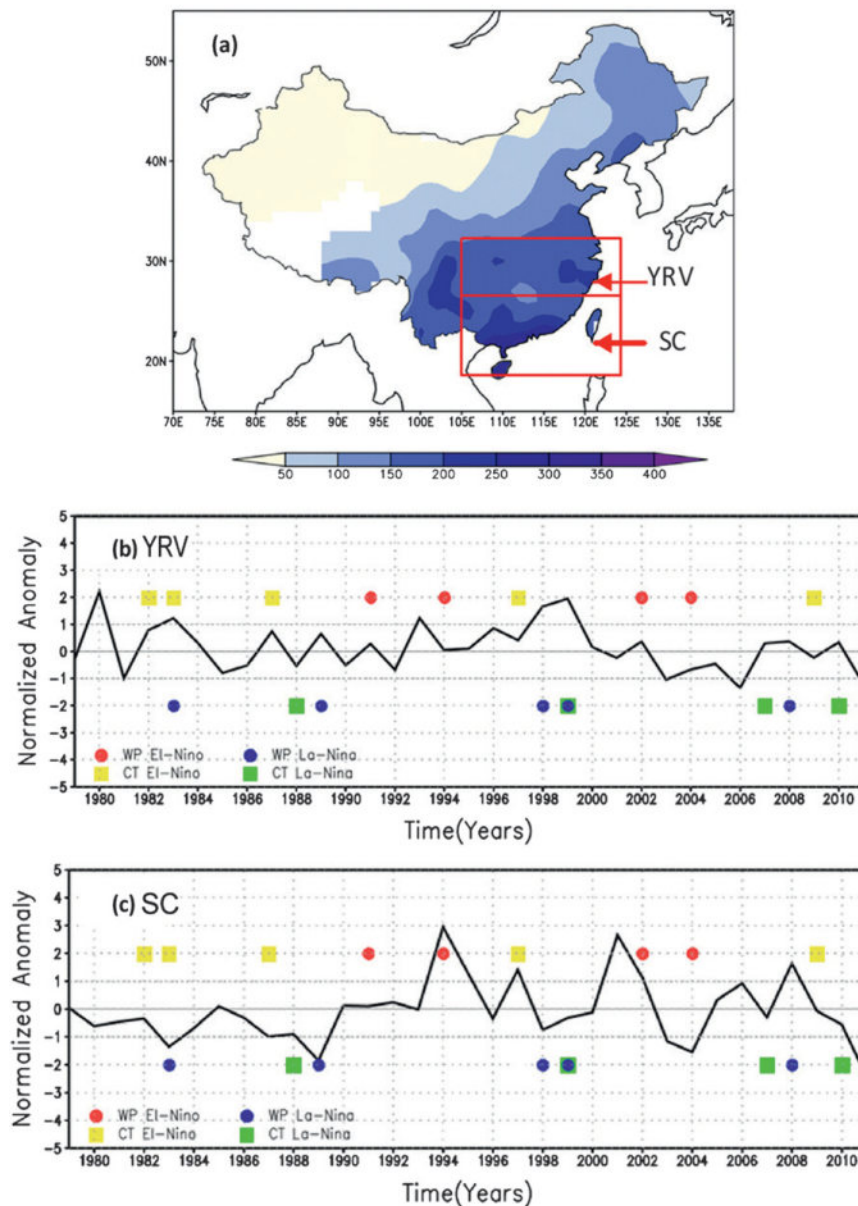 (a)
50N
40N
30N
20N
YRV
SC
70E 75E 80E 85E 90E 95E 100E 105E 110E 115E 120E 125E 130E 135E
50 100 150 200 250 300 350 400
(b) YRV
Normalized Anomaly
5
4
3
2
1
0
-1
-2
-3
-4
-5
WP El-Nino WP La-Nina
CT El-Nino CT La-Nina
1980 1982 1984 1986 1988 1990 1992 1994 1996 1998 2000 2002 2004 2006 2008 2010
Time(Years)
(c) SC
Normalized Anomaly
5
4
3
2
1
0
-1
-2
-3
-4
-5
WP El-Nino WP La-Nina
CT El-Nino CT La-Nina
1980 1982 1984 1986 1988 1990 1992 1994 1996 1998 2000 2002 2004 2006 2008 2010
Time(Years)